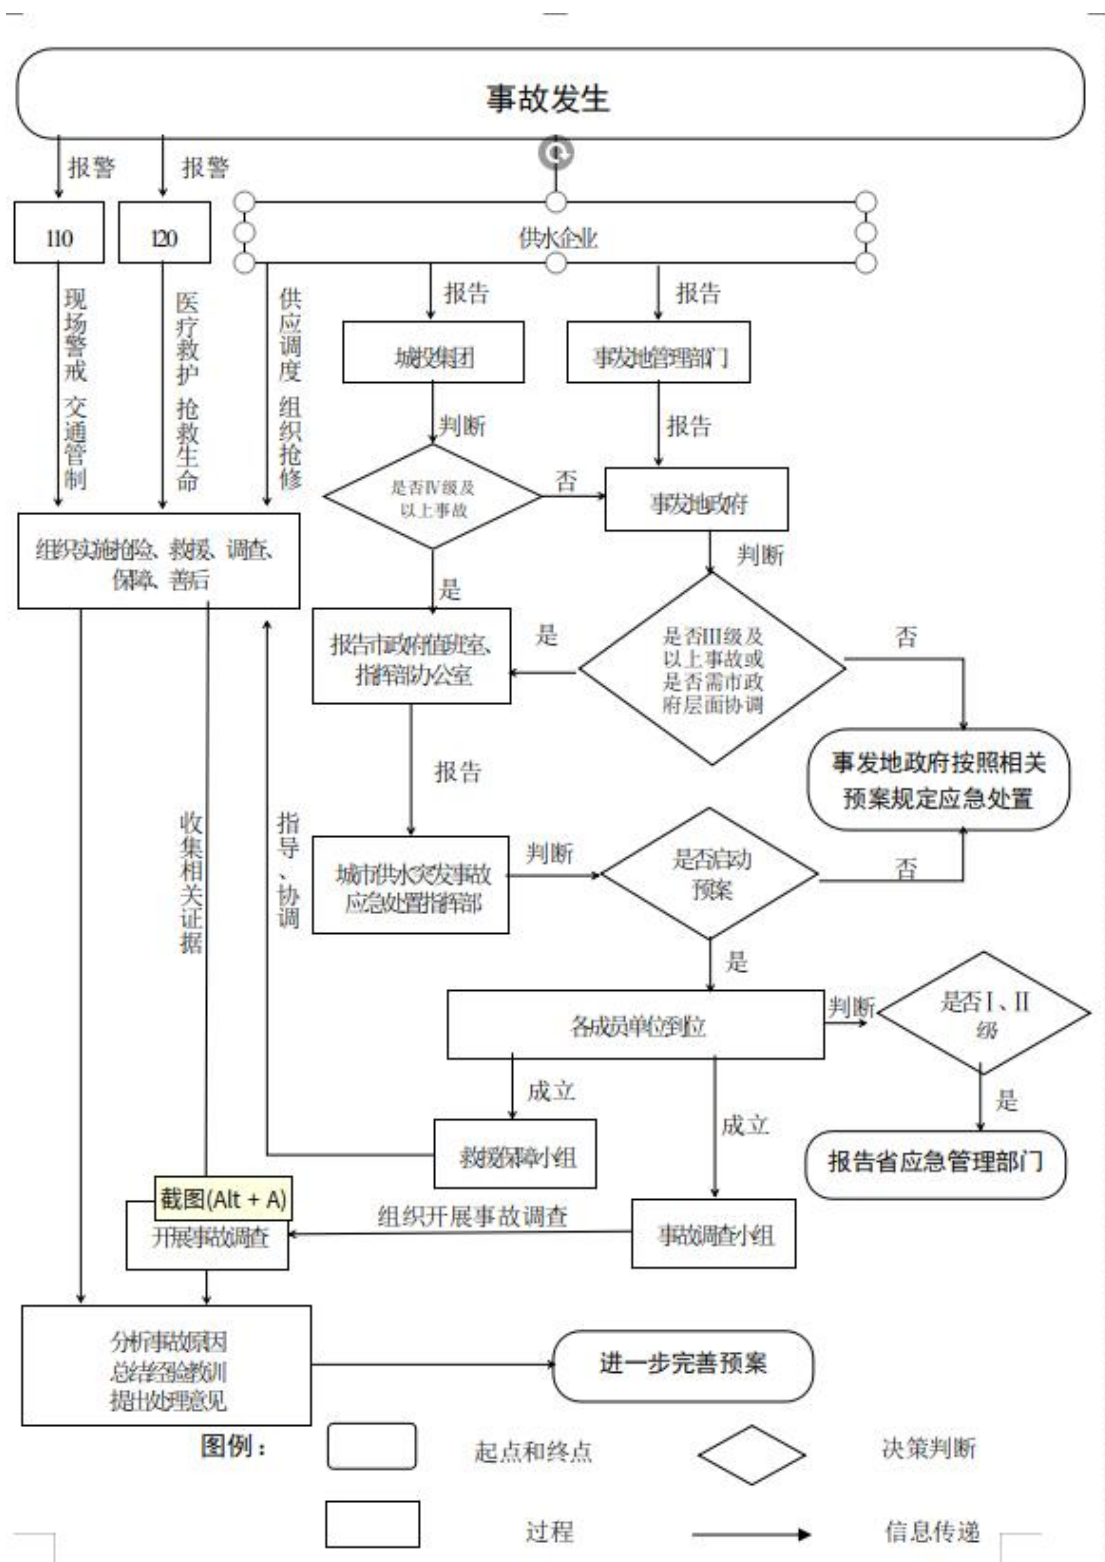 事故发生
报警
报警
110
120
供水企业
现场警戒 交通管制
医疗救护 抢救生命
供应调度 组织抢修
报告
报告
城投集团
事发地管理部门
判断
报告
是否Ⅳ级及
以上事故
否
事发地政府
组织实施抢险、救援、调查、
保障、善后
判断
是
报告市政府值班室、
指挥部办公室
是
是否III级及
以上事故或
是否需市政
府层面协调
否
事发地政府按照相关
预案规定应急处置
报告
收集相关证据
指导、协调
城市供水突发事故
应急处置指挥部
判断
是否启动
预案
否
是
各成员单位到位
判断
是否Ⅰ、II
级
成立
成立
是
救援保障小组
报告省应急管理部门
截图(Alt + A)
开展事故调查
组织开展事故调查
事故调查小组
分析事故原因
总结经验教训
提出处理意见
进一步完善预案
图例：
起点和终点
决策判断
过程
信息传递